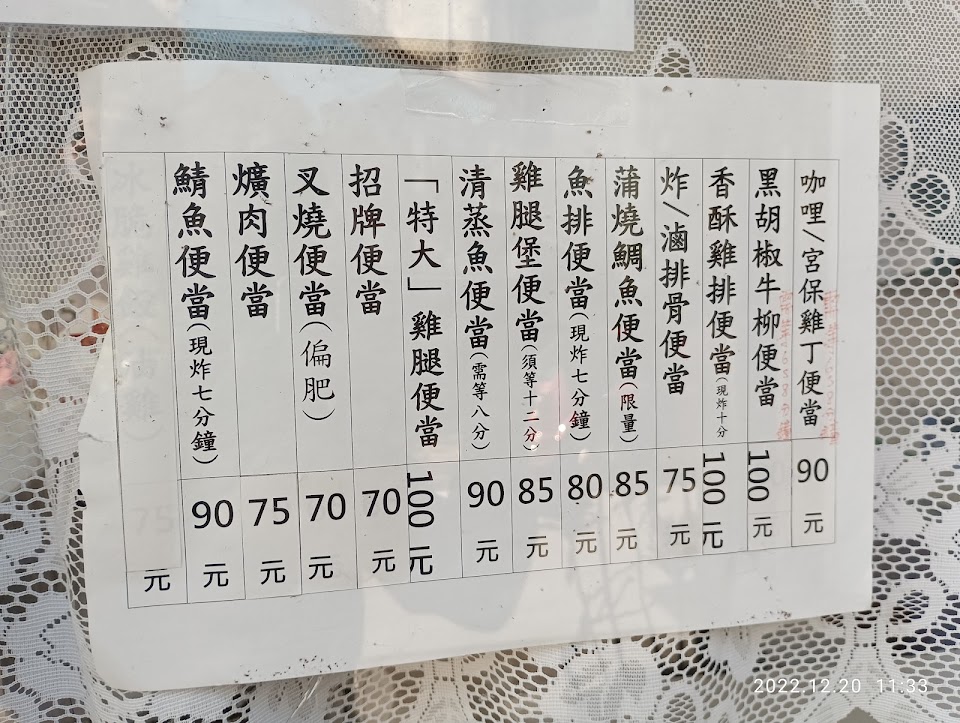 咖哩/宮保雞丁便當 90元
黑胡椒牛柳便當 100元
香酥雞排便當(現炸十分 100元
炸/滷排骨便當 75元
蒲燒鯛魚便當(限量) 85元
魚排便當(現炸七分鐘) 80元
雞腿堡便當(須等十二分) 85元
清蒸魚便當(需等八分) 90元
「特大」雞腿便當 100元
招牌便當 70元
叉燒便當(偏肥) 70元
爌肉便當 75元
鯖魚便當(現炸七分鐘) 90元
75元
2022.12.20 11:33